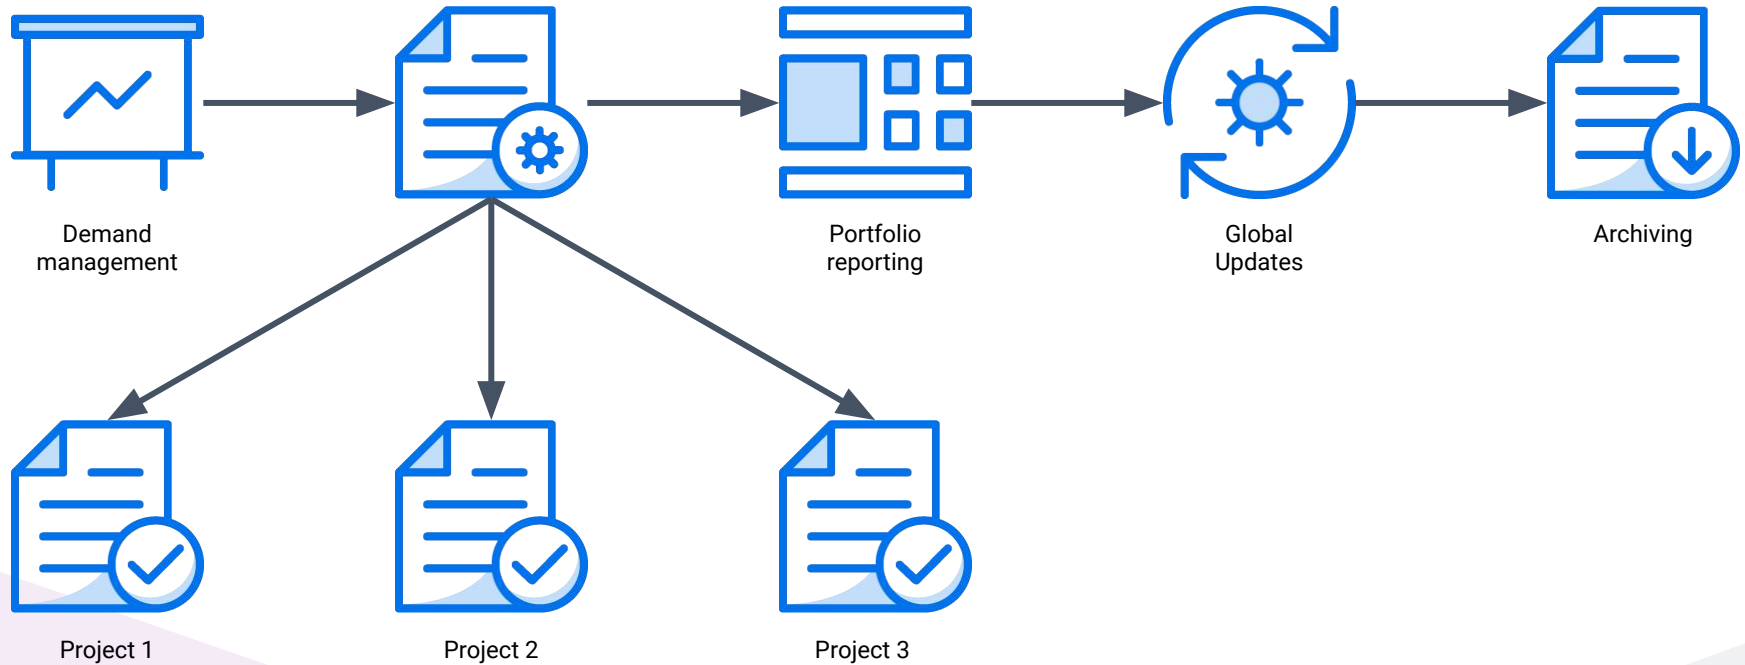 Demand
management
Portfolio
reporting
Global
Updates
Archiving
Project 1
Project 2
Project 3